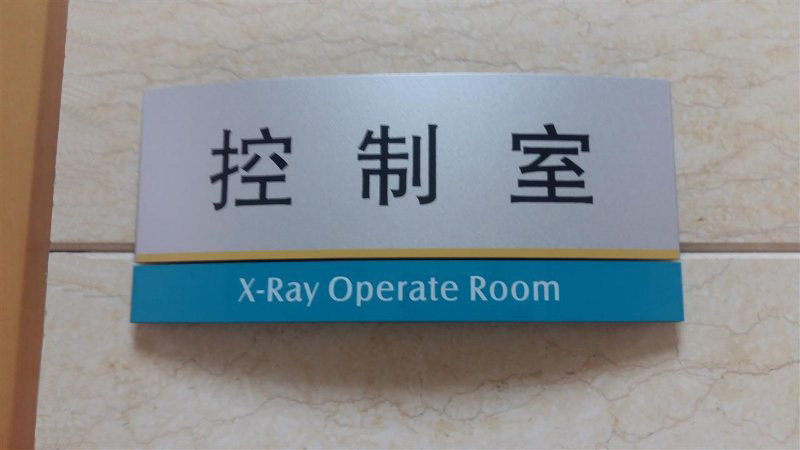 控制室
X-Ray Operate Room